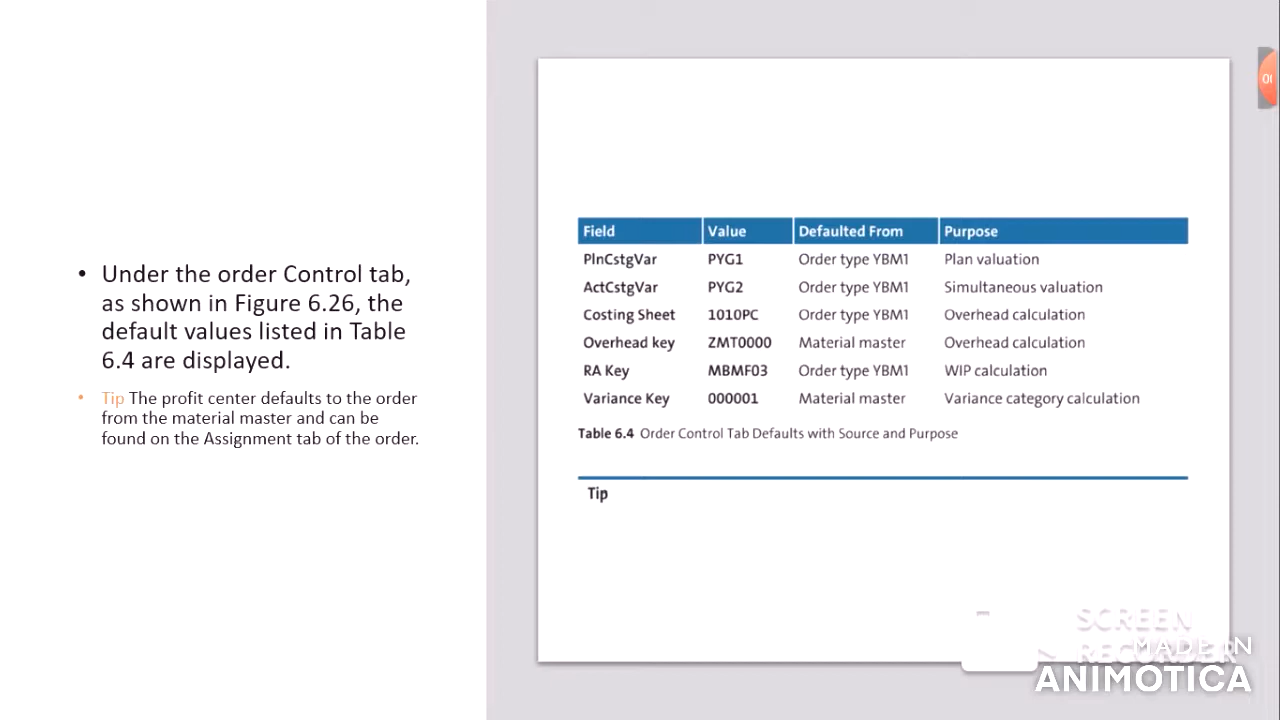 • Under the order Control tab,
as shown in Figure 6.26, the
default values listed in Table
6.4 are displayed.
• Tip The profit center defaults to the order
from the material master and can be
found on the Assignment tab of the order.
Field Value Defaulted From Purpose
PlnCstgVar PYG1 Order type YBM1 Plan valuation
ActCstgVar PYG2 Order type YBM1 Simultaneous valuation
Costing Sheet 1010PC Order type YBM1 Overhead calculation
Overhead key ZMT0000 Material master Overhead calculation
RA Key MBMF03 Order type YBM1 WIP calculation
Variance Key 000001 Material master Variance category calculation
Table 6.4 Order Control Tab Defaults with Source and Purpose
Tip
SCREEN
RECORDER
MADE IN
ANIMOTICA